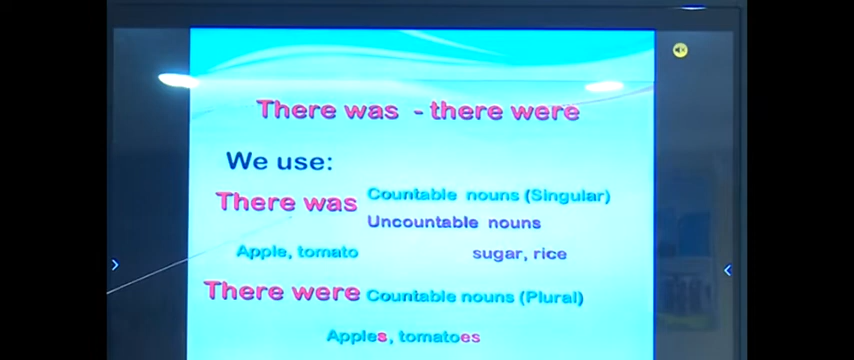 There was - there were
We use:
There was Countable nouns (Singular)
Uncountable nouns
Apple, tomato sugar, rice
There were Countable nouns (Plural)
Apples, tomatoes